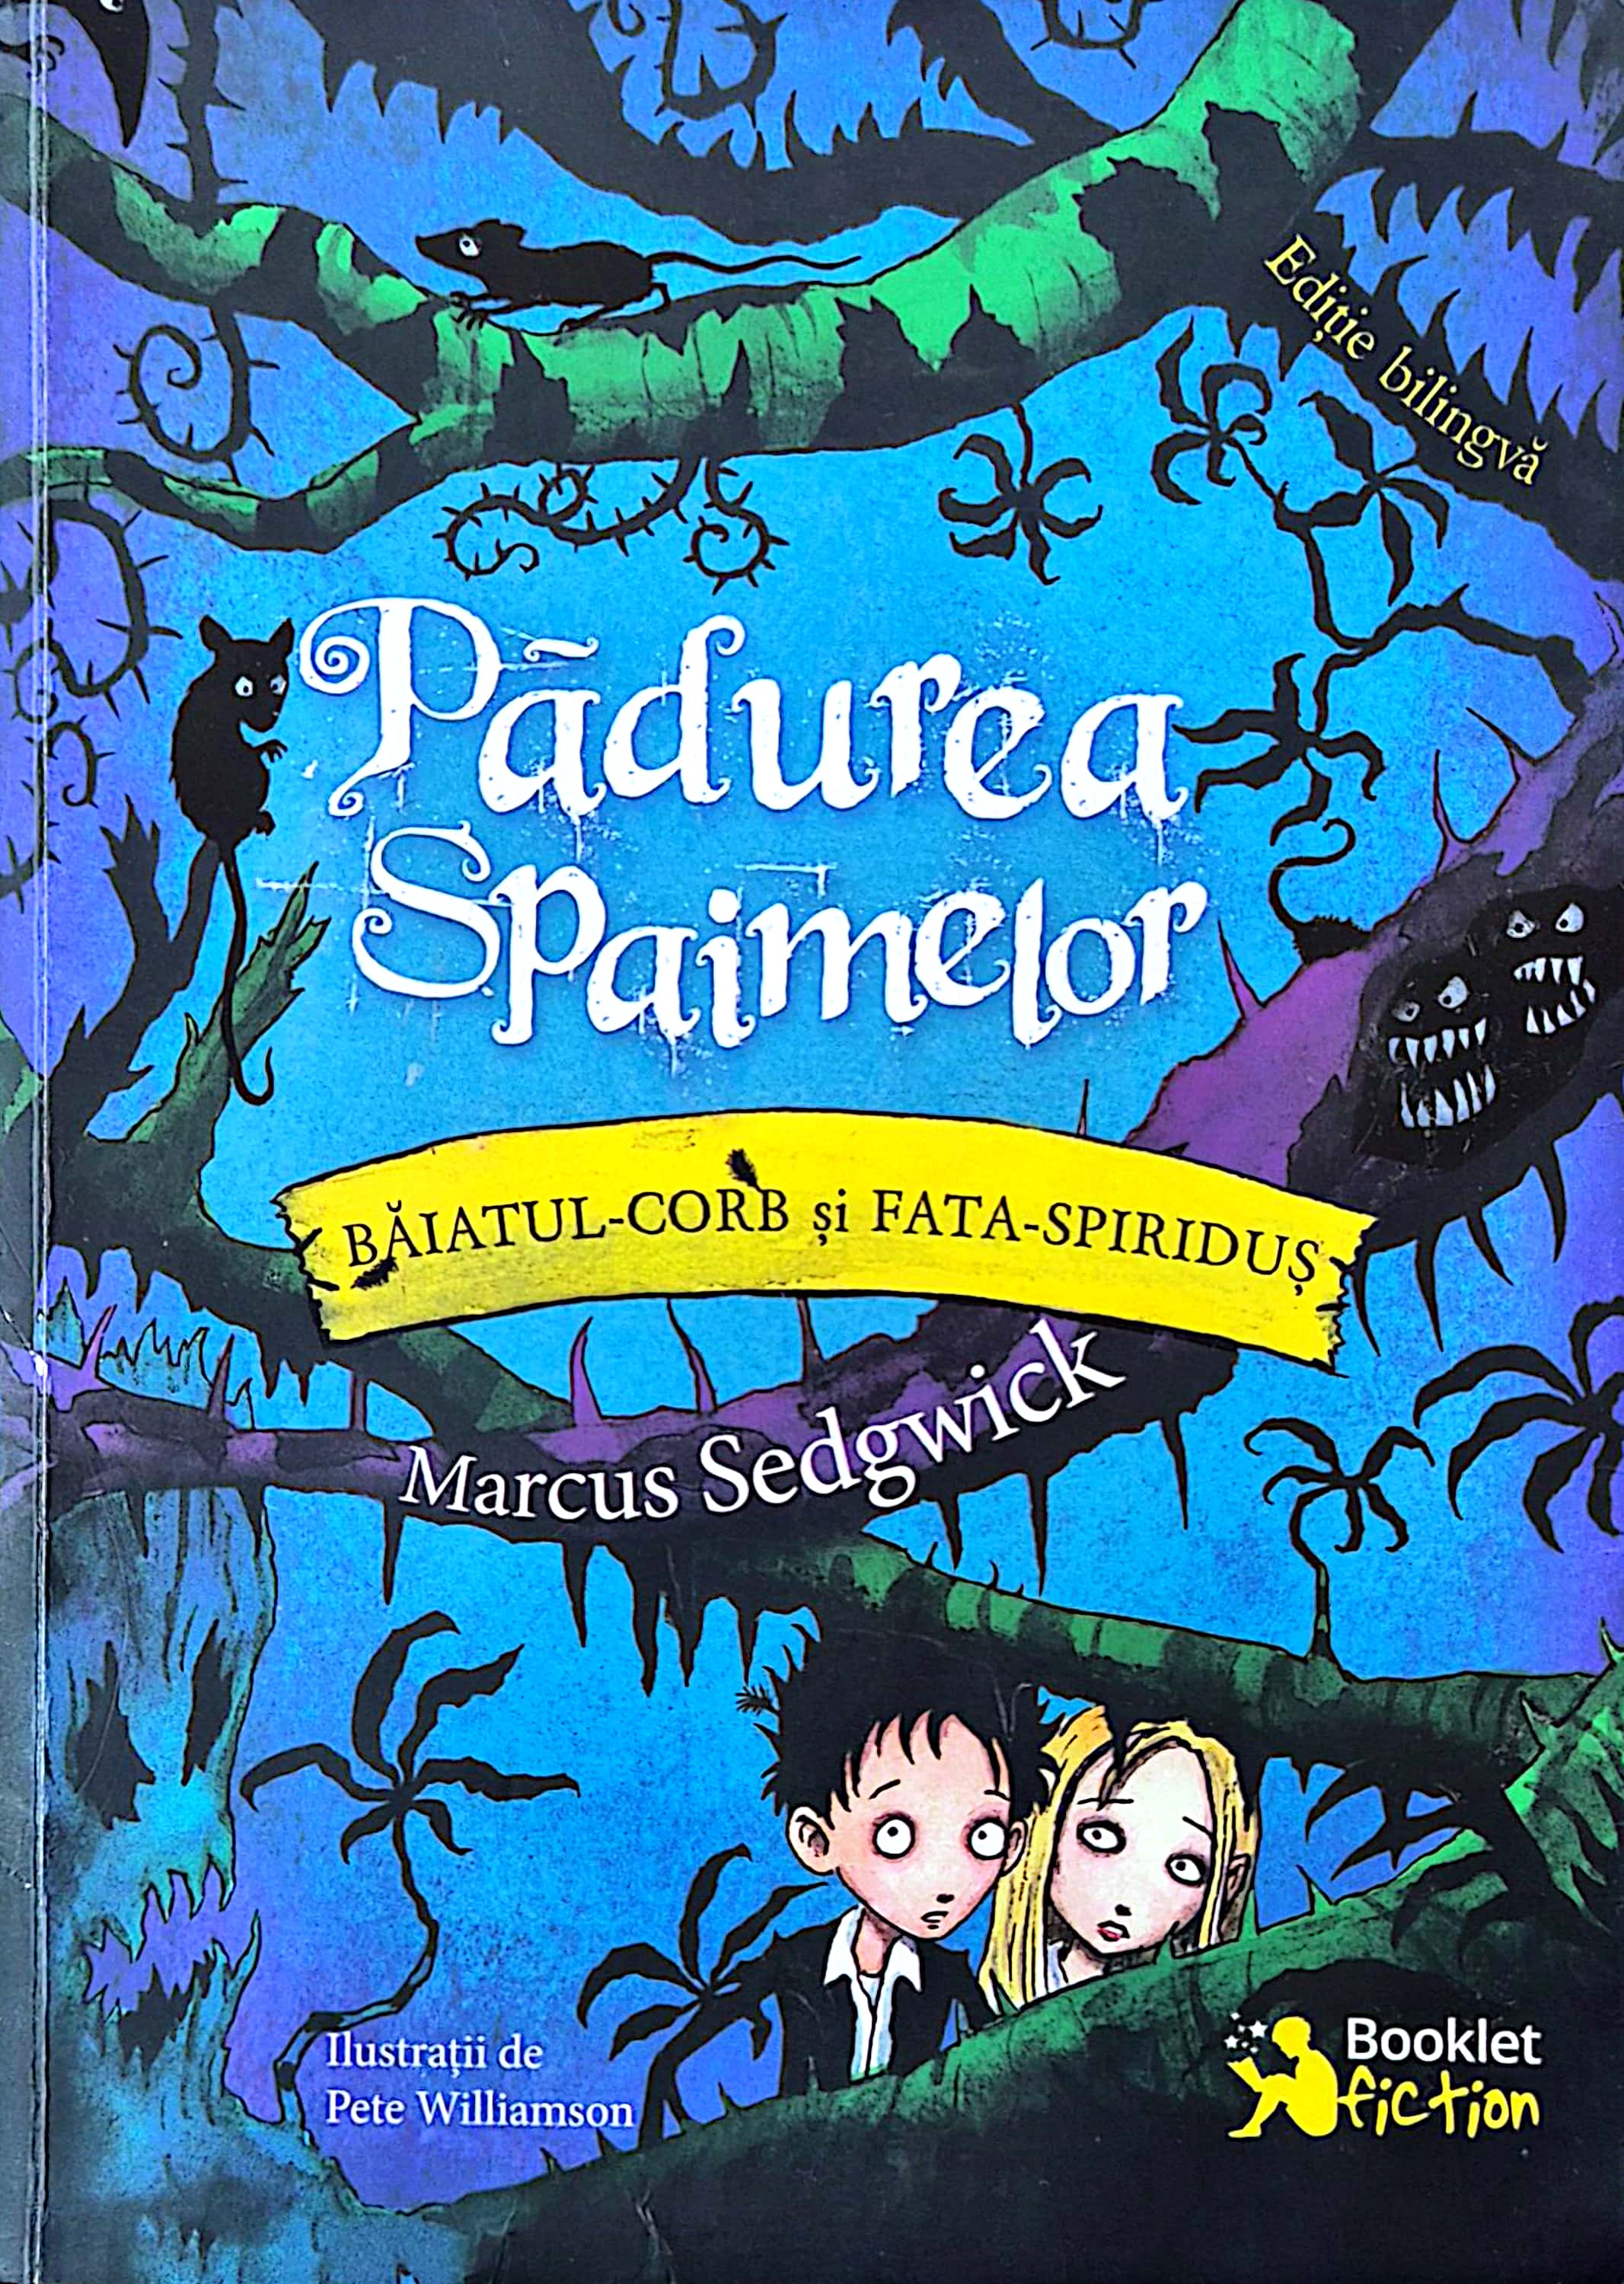 Ediție bilingvă
Pădurea
Spaimelor
BĂIATUL-CORB și FATA-SPIRIDUȘ
Marcus Sedgwick
Ilustrații de
Pete Williamson
Booklet
fiction